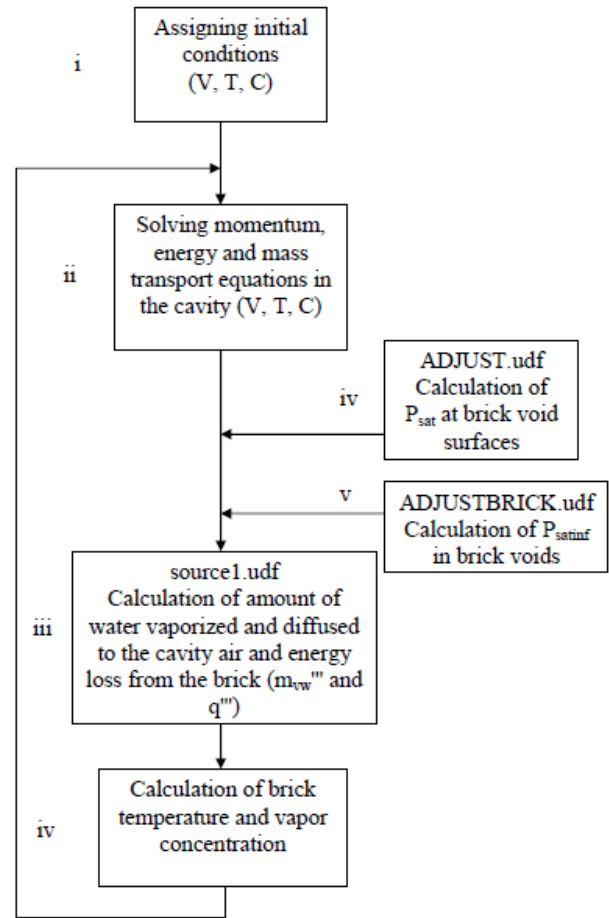 Assigning initial
conditions
(V, T, C)
i
Solving momentum,
energy and mass
transport equations in
the cavity (V, T, C)
ii
ADJUST.udf
Calculation of
P_sat at brick void
surfaces
iv
ADJUSTBRICK.udf
Calculation of P_satinf
in brick voids
v
source1.udf
Calculation of amount of
water vaporized and diffused
to the cavity air and energy
loss from the brick (m_vw''' and
q''')
iii
Calculation of brick
temperature and vapor
concentration
iv